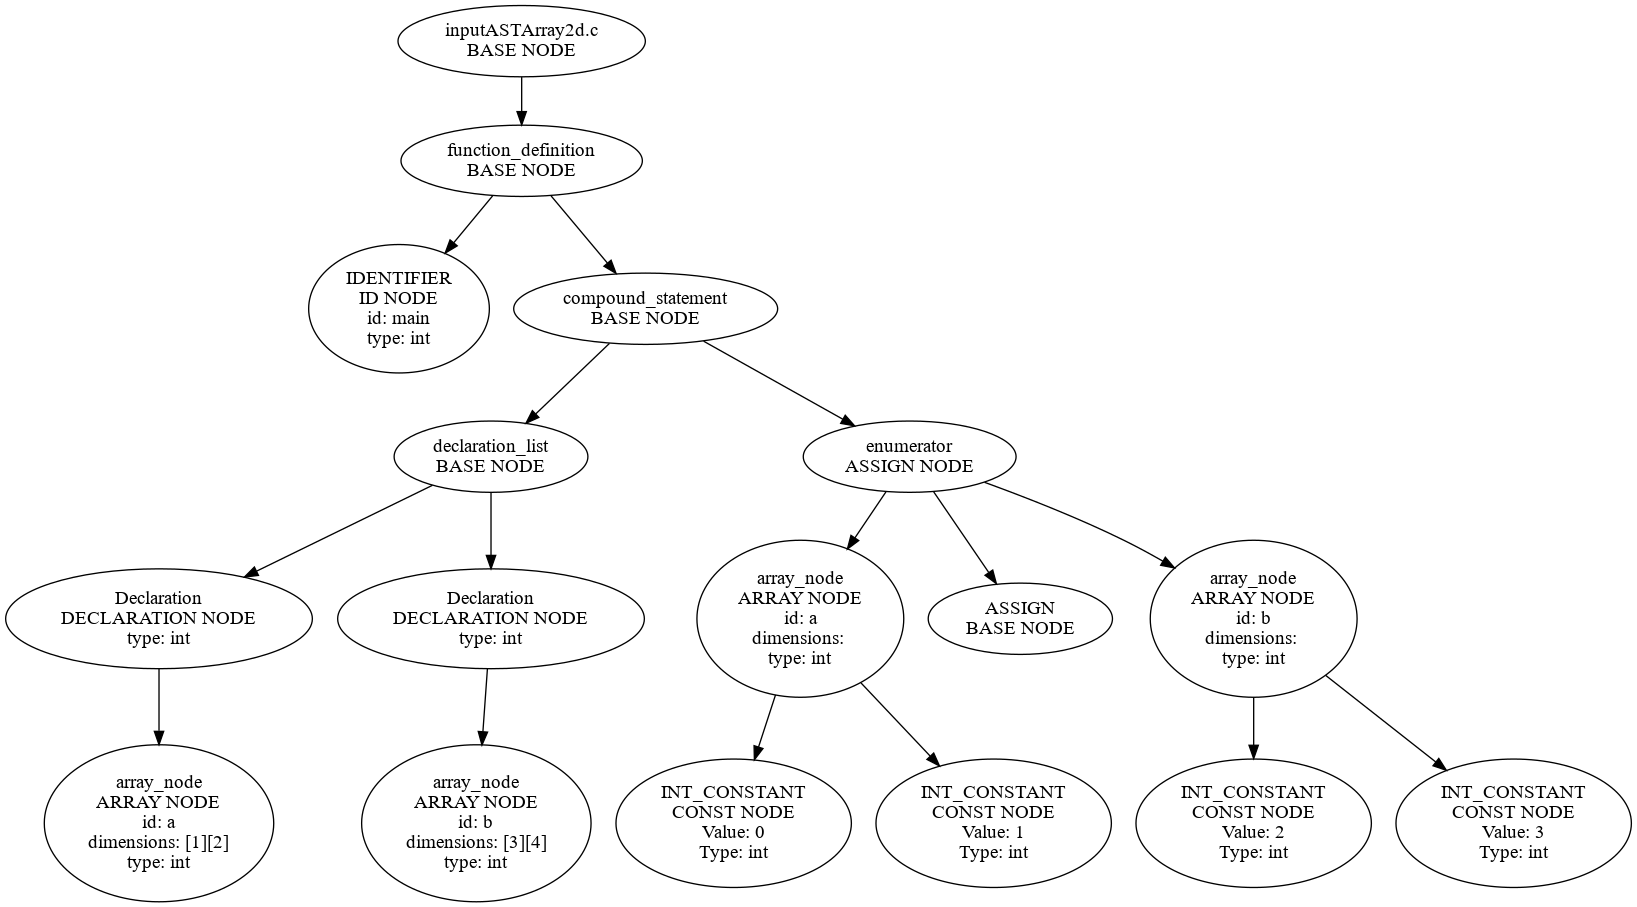 inputASTArray2d.c
BASE NODE
function_definition
BASE NODE
IDENTIFIER
ID NODE
id: main
type: int
compound_statement
BASE NODE
declaration_list
BASE NODE
enumerator
ASSIGN NODE
Declaration
DECLARATION NODE
type: int
Declaration
DECLARATION NODE
type: int
array_node
ARRAY NODE
id: a
dimensions:
type: int
ASSIGN
BASE NODE
array_node
ARRAY NODE
id: b
dimensions:
type: int
array_node
ARRAY NODE
id: a
dimensions: [1][2]
type: int
array_node
ARRAY NODE
id: b
dimensions: [3][4]
type: int
INT_CONSTANT
CONST NODE
Value: 0
Type: int
INT_CONSTANT
CONST NODE
Value: 1
Type: int
INT_CONSTANT
CONST NODE
Value: 2
Type: int
INT_CONSTANT
CONST NODE
Value: 3
Type: int